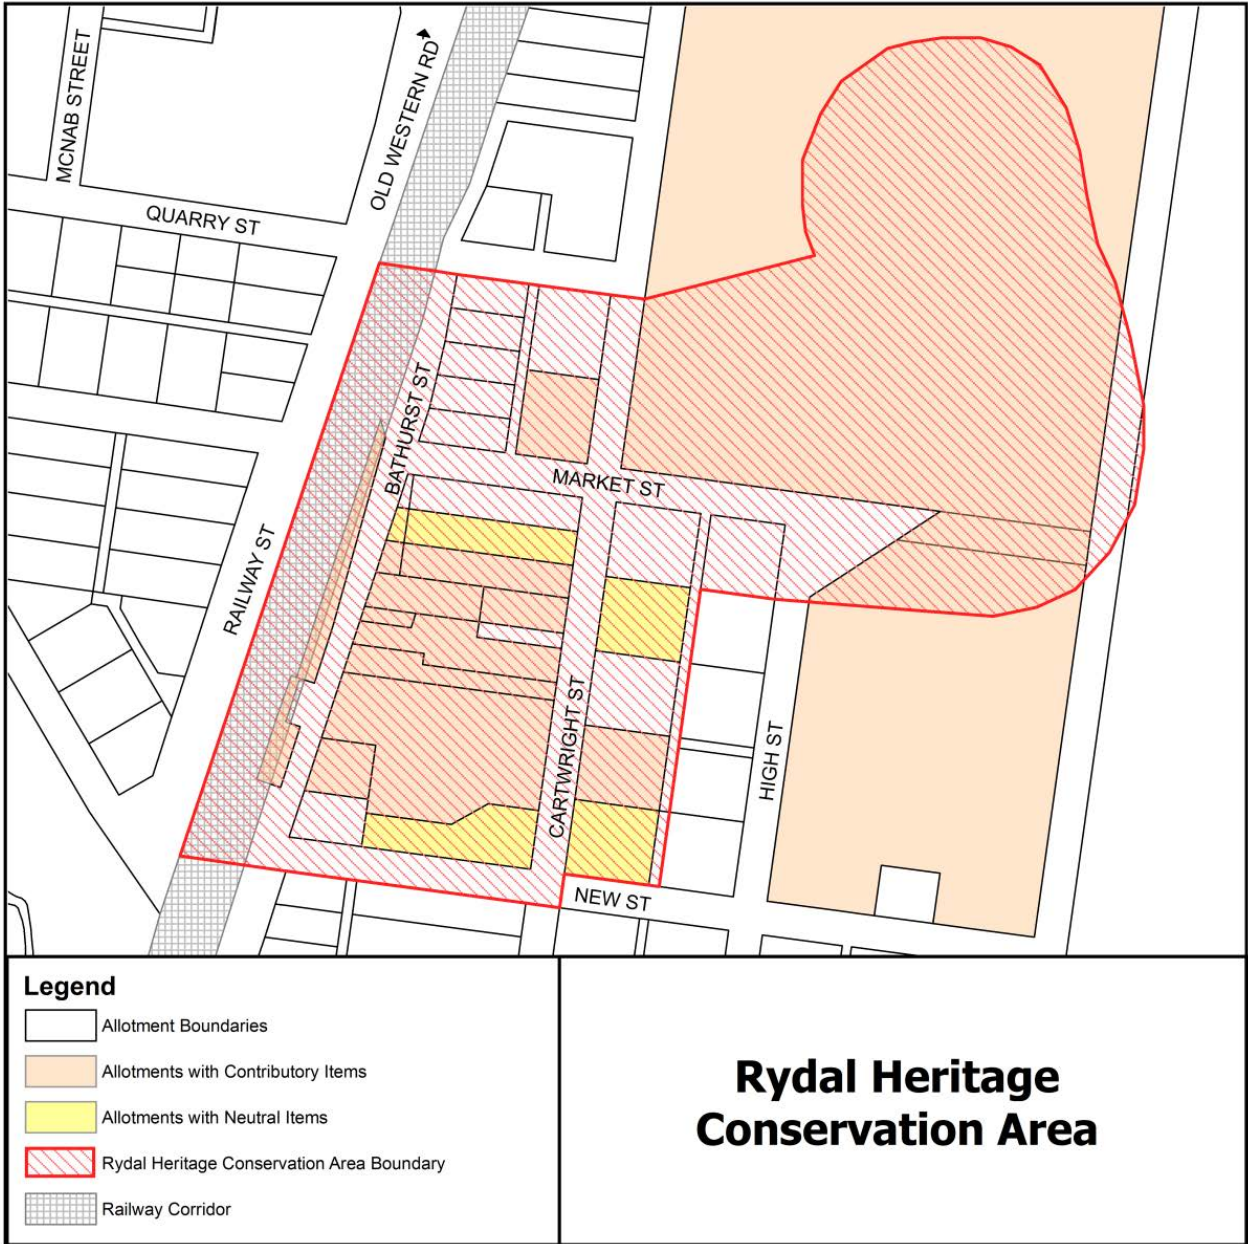 MCNAB STREET
OLD WESTERN RD
QUARRY ST
BATHURST ST
MARKET ST
RAILWAY ST
CARTWRIGHT ST
HIGH ST
NEW ST
Legend
Allotment Boundaries
Allotments with Contributory Items
Allotments with Neutral Items
Rydal Heritage Conservation Area Boundary
Railway Corridor
Rydal Heritage
Conservation Area